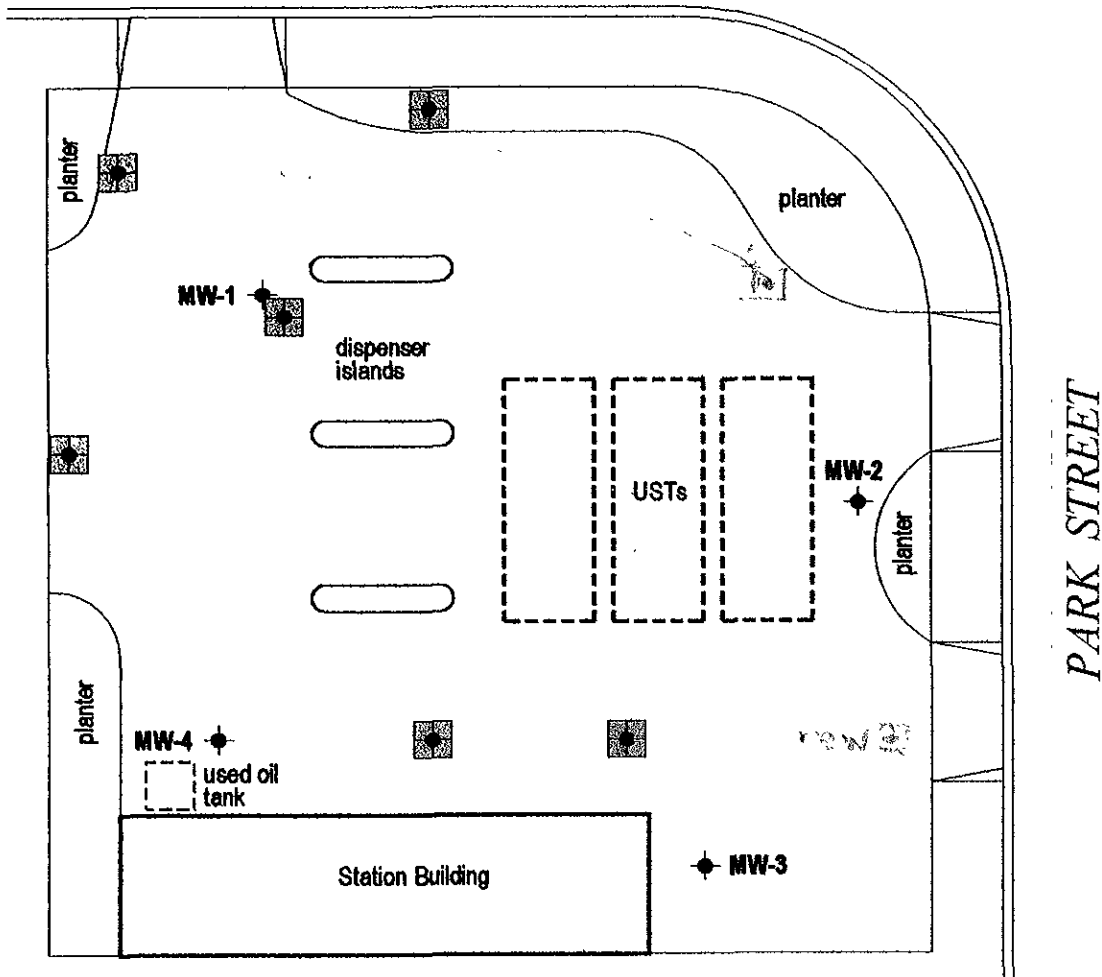 planter
planter
MW-1
dispenser
islands
USTs
MW-2
planter
PARK STREET
planter
MW-4
used oil
tank
Station Building
MW-3